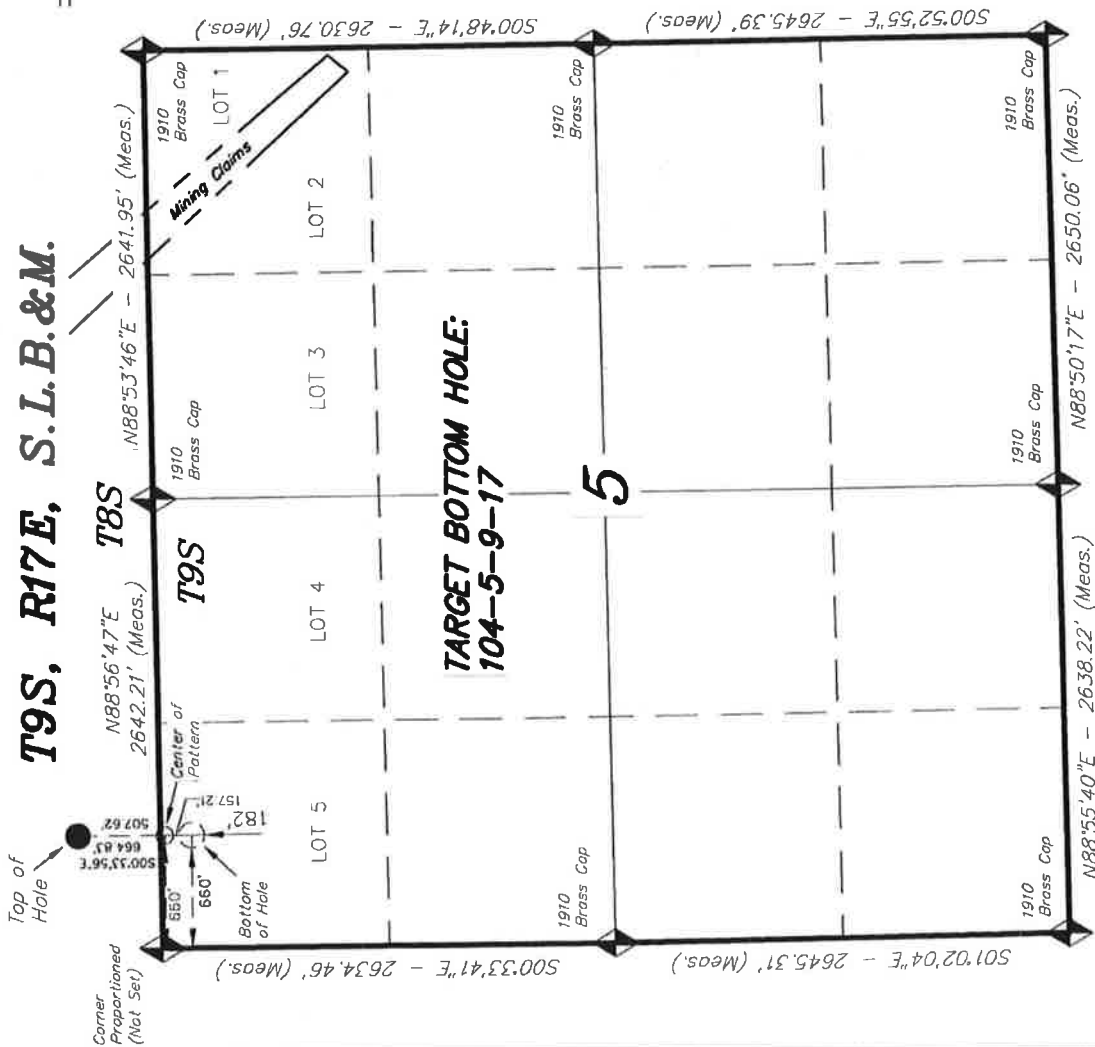 T9S, R17E, S.L.B.&M.
Top of
Hole
Corner
Proportioned
(Not Set)
N88°56'47"E
2642.21' (Meas.)
T8S
T9S
N88°53'46"E - 2641.95' (Meas.)
507.62'
664.83'
S00°33'56"E
660'
660'
157.21'
182'
Center of
Pattern
Bottom
of Hole
1910
Brass Cap
1910
Brass Cap
LOT 1
Mining Claims
LOT 2
LOT 3
LOT 4
LOT 5
S00°33'41"E - 2634.46' (Meas.)
S00°48'14"E - 2630.76' (Meas.)
TARGET BOTTOM HOLE:
104-5-9-17
5
1910
Brass Cap
1910
Brass Cap
S01°02'04"E - 2645.31' (Meas.)
S00°52'55"E - 2645.39' (Meas.)
1910
Brass Cap
1910
Brass Cap
1910
Brass Cap
N88°55'40"E - 2638.22' (Meas.)
N88°50'17"E - 2650.06' (Meas.)